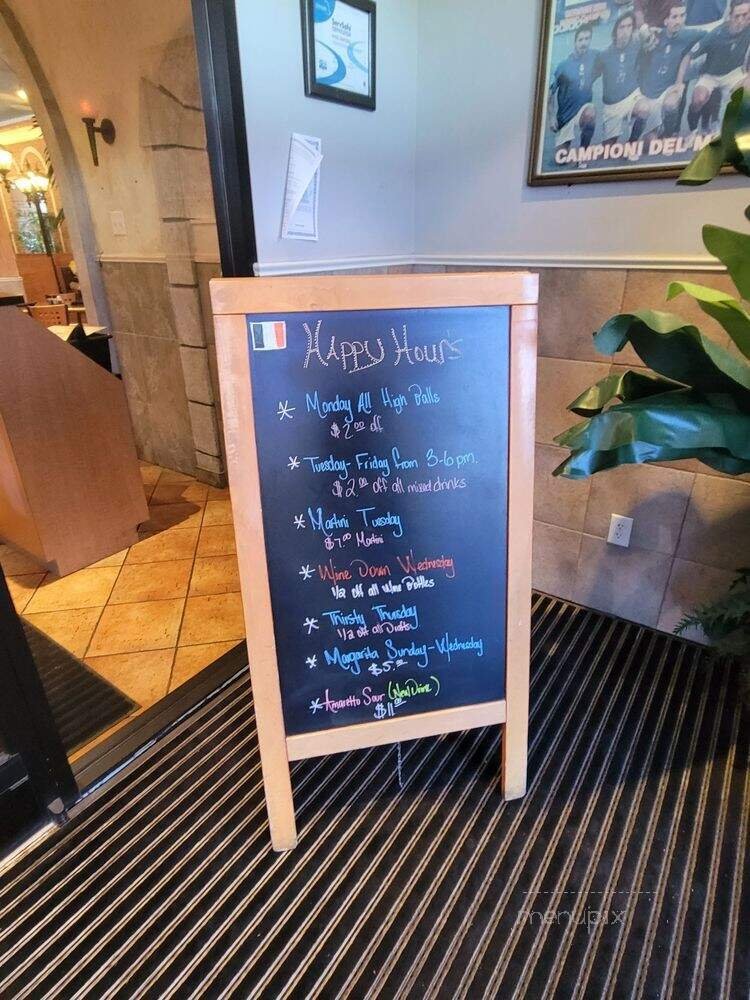 CAMPIONI DEL M
Happy Hour's
* Monday All High Balls
$2.00 off
* Tuesday-Friday from 3-6pm.
$2.00 off all mixed drinks
* Martini Tuesday
$7.00 Martini
* Wine Down Wednesday
1/2 off all Wine Bottles
* Thirsty Thursday
1/2 off all Drafts
* Margarita Sunday-Wednesday
$5.00
* Amaretto Sour (New Drink)
$11.00
menupix